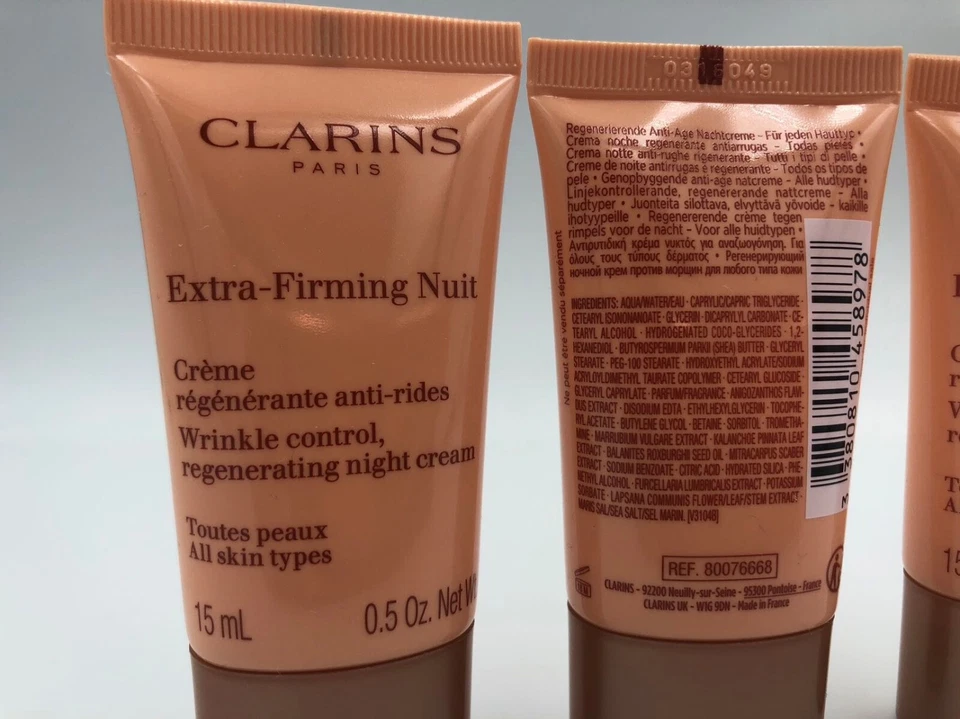 CLARINS
PARIS
Extra-Firming Nuit
Crème
régénérante anti-rides
Wrinkle control,
regenerating night cream
Toutes peaux
All skin types
15 mL
0.5 Oz. Net
049
Regenerierende Anti-Age Nachtcreme - Für jeden Hauttyp •
Crema noche regenerante antiarrugas - Todas pieles •
Crema notte anti-rughe rigenerante - Tutti i tipi di pelle •
Creme de noite antirrugas e regenerante - Todos os tipos de
pele • Genopbyggende anti-age natcreme - Alle hudtyper •
Linjekontrollerande, regenererande nattcreme - Alla
hudtyper • Juonteita silottava, elvyttävä yövoide - kaikille
ihotyypeille • Regenererende crème tegen
rimpels voor de nacht - Voor alle huidtypen •
Αντιρυτιδική κρέμα νυκτός για αναζωογόνηση. Για
όλους τους τύπους δέρματος • Регенерирующий
ночной крем против морщин для любого типа кожи
Ne peut être vendu séparément
INGREDIENTS: AQUA/WATER/EAU · CAPRYLIC/CAPRIC TRIGLYCERIDE ·
CETEARYL ISONONANOATE · GLYCERIN · DICAPRYLYL CARBONATE · CE-
TEARYL ALCOHOL · HYDROGENATED COCO-GLYCERIDES · 1,2-
HEXANEDIOL · BUTYROSPERMUM PARKII (SHEA) BUTTER · GLYCERYL
STEARATE · PEG-100 STEARATE · HYDROXYETHYL ACRYLATE/SODIUM
ACRYLOYLDIMETHYL TAURATE COPOLYMER · CETEARYL GLUCOSIDE ·
GLYCERYL CAPRYLATE · PARFUM/FRAGRANCE · ANIGOZANTHOS FLAVI-
DUS EXTRACT · DISODIUM EDTA · ETHYLHEXYLGLYCERIN · TOCOPHE-
RYL ACETATE · BUTYLENE GLYCOL · BETAINE · SORBITOL · TROMETHA-
MINE · MARRUBIUM VULGARE EXTRACT · KALANCHOE PINNATA LEAF
EXTRACT · BALANITES ROXBURGHII SEED OIL · MITRACARPUS SCABER
EXTRACT · SODIUM BENZOATE · CITRIC ACID · HYDRATED SILICA · PHE-
NETHYL ALCOHOL · FURCELLARIA LUMBRICALIS EXTRACT · POTASSIUM
SORBATE · LAPSANA COMMUNIS FLOWER/LEAF/STEM EXTRACT ·
MARIS SAL/SEA SALT/SEL MARIN. [V3104B]
3 380810 458978
REF. 80076668
CLARINS - 92200 Neuilly-sur-Seine - 95300 Pontoise - France
CLARINS UK - W1G 9DN - Made in France